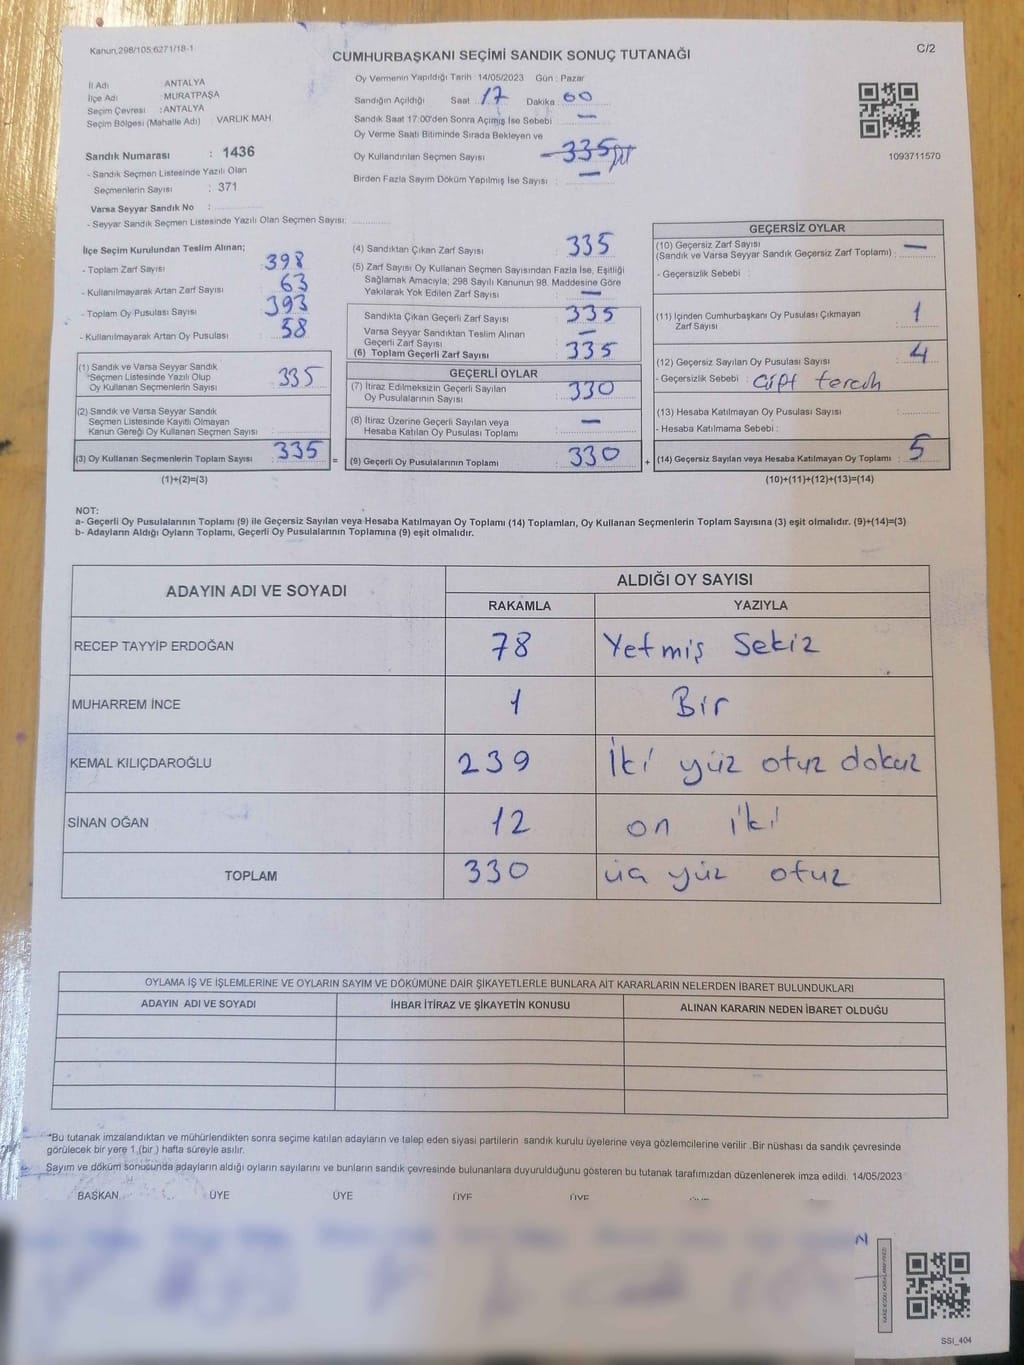 Kanun,298/105;6271/18-1
C/2
CUMHURBAŞKANI SEÇİMİ SANDIK SONUÇ TUTANAĞI
İl Adı : ANTALYA
İlçe Adı : MURATPAŞA
Seçim Çevresi : ANTALYA
Seçim Bölgesi (Mahalle Adı) : VARLIK MAH.
Sandık Numarası : 1436
- Sandık Seçmen Listesinde Yazılı Olan
Seçmenlerin Sayısı : 371
Varsa Seyyar Sandık No :
- Seyyar Sandık Seçmen Listesinde Yazılı Olan Seçmen Sayısı:
Oy Vermenin Yapıldığı Tarih : 14/05/2023 Gün : Pazar
Sandığın Açıldığı Saat 17 Dakika 00
Sandık Saat 17:00'den Sonra Açılmış İse Sebebi : —
Oy Verme Saati Bitiminde Sırada Bekleyen ve
Oy Kullandırılan Seçmen Sayısı : 335
Birden Fazla Sayım Döküm Yapılmış İse Sayısı : —
1093711570
İlçe Seçim Kurulundan Teslim Alınan;
- Toplam Zarf Sayısı : 398
- Kullanılmayarak Artan Zarf Sayısı : 63
- Toplam Oy Pusulası Sayısı : 393
- Kullanılmayarak Artan Oy Pusulası : 58
(1) Sandık ve Varsa Seyyar Sandık
Seçmen Listesinde Yazılı Olup
Oy Kullanan Seçmenlerin Sayısı : 335
(2) Sandık ve Varsa Seyyar Sandık
Seçmen Listesinde Kayıtlı Olmayan
Kanun Gereği Oy Kullanan Seçmen Sayısı :
(3) Oy Kullanan Seçmenlerin Toplam Sayısı : 335 =
(1)+(2)=(3)
(4) Sandıktan Çıkan Zarf Sayısı : 335
(5) Zarf Sayısı Oy Kullanan Seçmen Sayısından Fazla İse, Eşitliği
Sağlamak Amacıyla, 298 Sayılı Kanunun 98. Maddesine Göre
Yakılarak Yok Edilen Zarf Sayısı : —
Sandıkta Çıkan Geçerli Zarf Sayısı : 335
Varsa Seyyar Sandıktan Teslim Alınan
Geçerli Zarf Sayısı : —
(6) Toplam Geçerli Zarf Sayısı : 335
GEÇERLİ OYLAR
(7) İtiraz Edilmeksizin Geçerli Sayılan
Oy Pusulalarının Sayısı : 330
(8) İtiraz Üzerine Geçerli Sayılan veya
Hesaba Katılan Oy Pusulası Toplamı : —
(9) Geçerli Oy Pusulalarının Toplamı : 330 +
GEÇERSİZ OYLAR
(10) Geçersiz Zarf Sayısı
(Sandık ve Varsa Seyyar Sandık Geçersiz Zarf Toplamı) : —
- Geçersizlik Sebebi :
(11) İçinden Cumhurbaşkanı Oy Pusulası Çıkmayan
Zarf Sayısı : 1
(12) Geçersiz Sayılan Oy Pusulası Sayısı : 4
- Geçersizlik Sebebi : Çift tercih
(13) Hesaba Katılmayan Oy Pusulası Sayısı :
- Hesaba Katılmama Sebebi :
(14) Geçersiz Sayılan veya Hesaba Katılmayan Oy Toplamı : 5
(10)+(11)+(12)+(13)=(14)
NOT:
a- Geçerli Oy Pusulalarının Toplamı (9) ile Geçersiz Sayılan veya Hesaba Katılmayan Oy Toplamı (14) Toplamları, Oy Kullanan Seçmenlerin Toplam Sayısına (3) eşit olmalıdır. (9)+(14)=(3)
b- Adayların Aldığı Oyların Toplamı, Geçerli Oy Pusulalarının Toplamına (9) eşit olmalıdır.
ADAYIN ADI VE SOYADI
ALDIĞI OY SAYISI
RAKAMLA YAZIYLA
RECEP TAYYİP ERDOĞAN 78 Yetmiş Sekiz
MUHARREM İNCE 1 Bir
KEMAL KILIÇDAROĞLU 239 İki yüz otuz dokuz
SİNAN OĞAN 12 on iki
TOPLAM 330 üç yüz otuz
OYLAMA İŞ VE İŞLEMLERİNE VE OYLARIN SAYIM VE DÖKÜMÜNE DAİR ŞİKAYETLERLE BUNLARA AİT KARARLARIN NELERDEN İBARET BULUNDUKLARI
ADAYIN ADI VE SOYADI İHBAR İTİRAZ VE ŞİKAYETİN KONUSU ALINAN KARARIN NEDEN İBARET OLDUĞU
*Bu tutanak imzalandıktan ve mühürlendikten sonra seçime katılan adayların ve talep eden siyasi partilerin sandık kurulu üyelerine veya gözlemcilerine verilir .Bir nüshası da sandık çevresinde
görülecek bir yere 1 (bir ) hafta süreyle asılır.
Sayım ve döküm sonucunda adayların aldığı oyların sayılarını ve bunların sandık çevresinde bulunanlara duyurulduğunu gösteren bu tutanak tarafımızdan düzenlenerek imza edildi. 14/05/2023
BAŞKAN ÜYE ÜYE ÜYE ÜYE
SSI_404